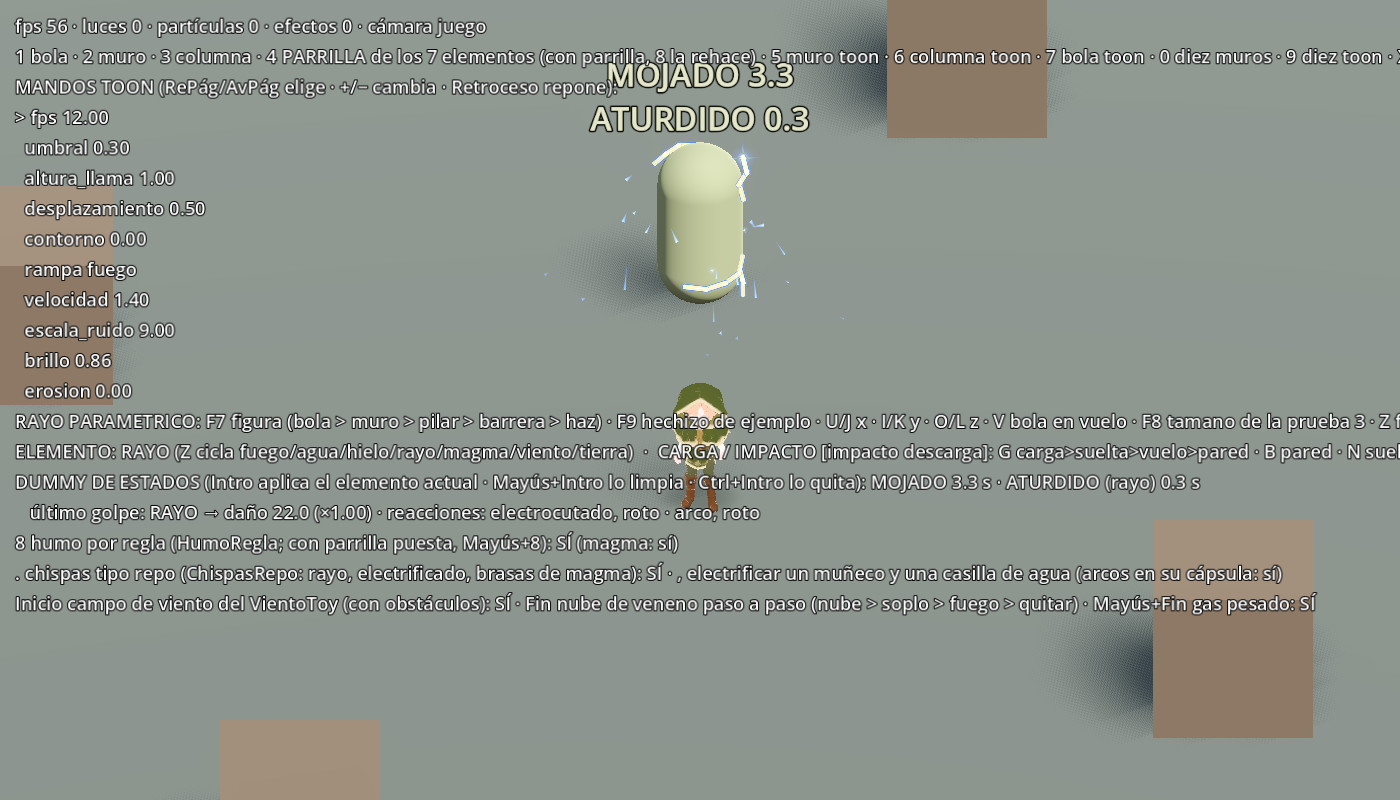 fps 56 · luces 0 · partículas 0 · efectos 0 · cámara juego
1 bola · 2 muro · 3 columna · 4 PARRILLA de los 7 elementos (con parrilla, 8 la rehace) · 5 muro toon · 6 columna toon · 7 bola toon · 0 diez muros · 9 diez toon ·
MOJADO 3.3
MANDOS TOON (RePág/AvPág elige · +/− cambia · Retroceso repone):
ATURDIDO 0.3
> fps 12.00
umbral 0.30
altura_llama 1.00
desplazamiento 0.50
contorno 0.00
rampa fuego
velocidad 1.40
escala_ruido 9.00
brillo 0.86
erosion 0.00
RAYO PARAMETRICO: F7 figura (bola > muro > pilar > barrera > haz) · F9 hechizo de ejemplo · U/J x · I/K y · O/L z · V bola en vuelo · F8 tamano de la prueba 3 · Z f
ELEMENTO: RAYO (Z cicla fuego/agua/hielo/rayo/magma/viento/tierra) · CARGA / IMPACTO [impacto descarga]: G carga>suelta>vuelo>pared · B pared · N suel
DUMMY DE ESTADOS (Intro aplica el elemento actual · Mayús+Intro lo limpia · Ctrl+Intro lo quita): MOJADO 3.3 s · ATURDIDO (rayo) 0.3 s
último golpe: RAYO → daño 22.0 (×1.00) · reacciones: electrocutado, roto · arco, roto
8 humo por regla (HumoRegla; con parrilla puesta, Mayús+8): SÍ (magma: sí)
. chispas tipo repo (ChispasRepo: rayo, electrificado, brasas de magma): SÍ · , electrificar un muñeco y una casilla de agua (arcos en su cápsula: sí)
Inicio campo de viento del VientoToy (con obstáculos): SÍ · Fin nube de veneno paso a paso (nube > soplo > fuego > quitar) · Mayús+Fin gas pesado: SÍ